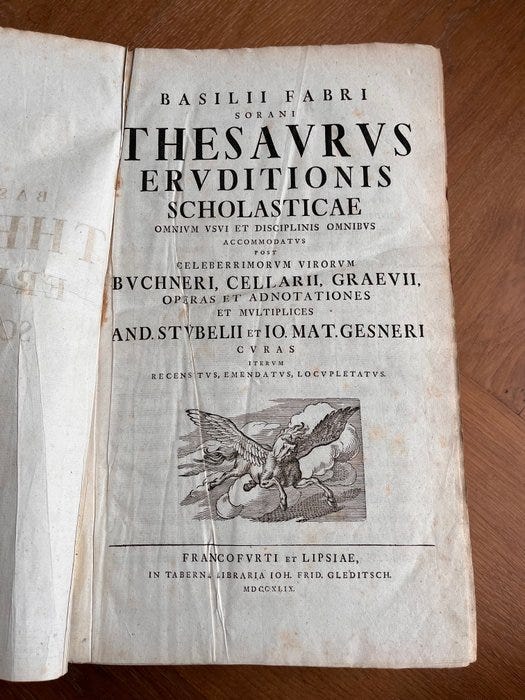 BASILII FABRI
SORANI
THESAVRVS
ERVDITIONIS
SCHOLASTICAE
OMNIVM VSVI ET DISCIPLINIS OMNIBVS
ACCOMMODATVS
POST
CELEBERRIMORVM VIRORVM
BVCHNERI, CELLARII, GRAEVII,
OPERAS ET ADNOTATIONES
ET MVLTIPLICES
AND. STVBELII ET IO. MAT. GESNERI
CVRAS
ITERVM
RECENSITVS, EMENDATVS, LOCVPLETATVS.
FRANCOFVRTI ET LIPSIAE,
IN TABERNA LIBRARIA IOH. FRID. GLEDITSCH.
MDCCXLIX.